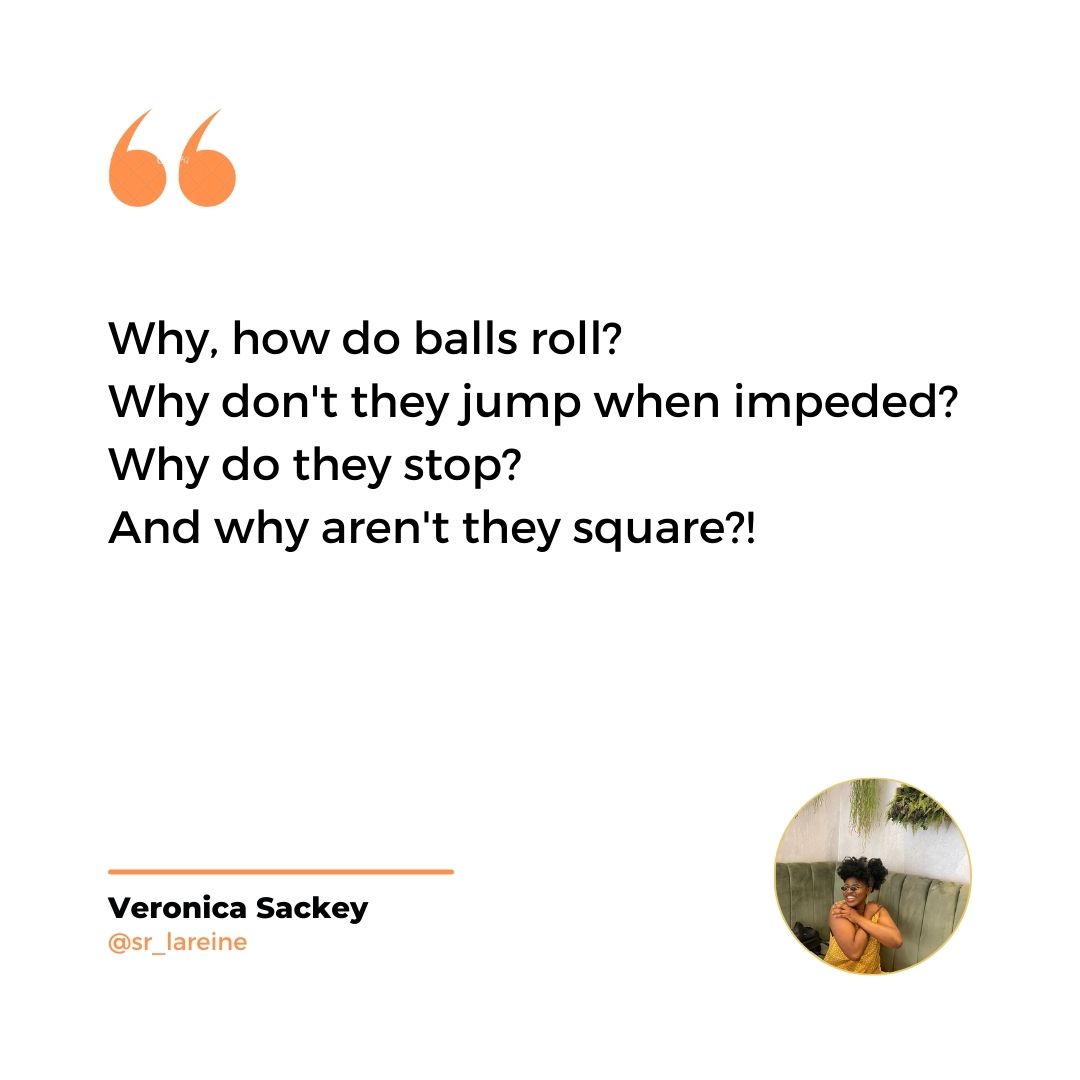 Why, how do balls roll?
Why don't they jump when impeded?
Why do they stop?
And why aren't they square?!
Veronica Sackey
@sr_lareine